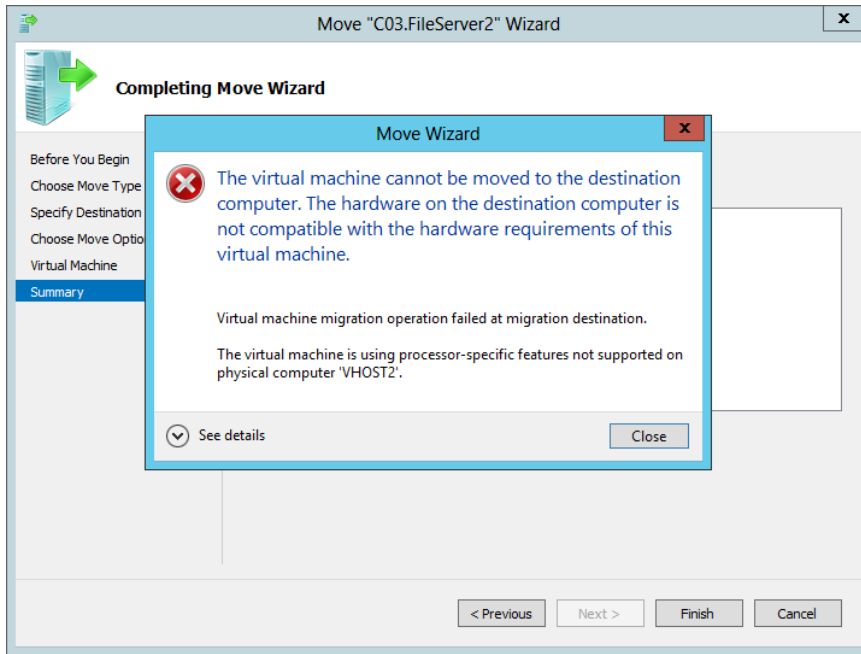 Move "C03.FileServer2" Wizard
x
Completing Move Wizard
Before You Begin
Choose Move Type
Specify Destination
Choose Move Optio
Virtual Machine
Summary
Move Wizard
x
The virtual machine cannot be moved to the destination
computer. The hardware on the destination computer is
not compatible with the hardware requirements of this
virtual machine.
Virtual machine migration operation failed at migration destination.
The virtual machine is using processor-specific features not supported on
physical computer 'VHOST2'.
See details
Close
< Previous
Next >
Finish
Cancel